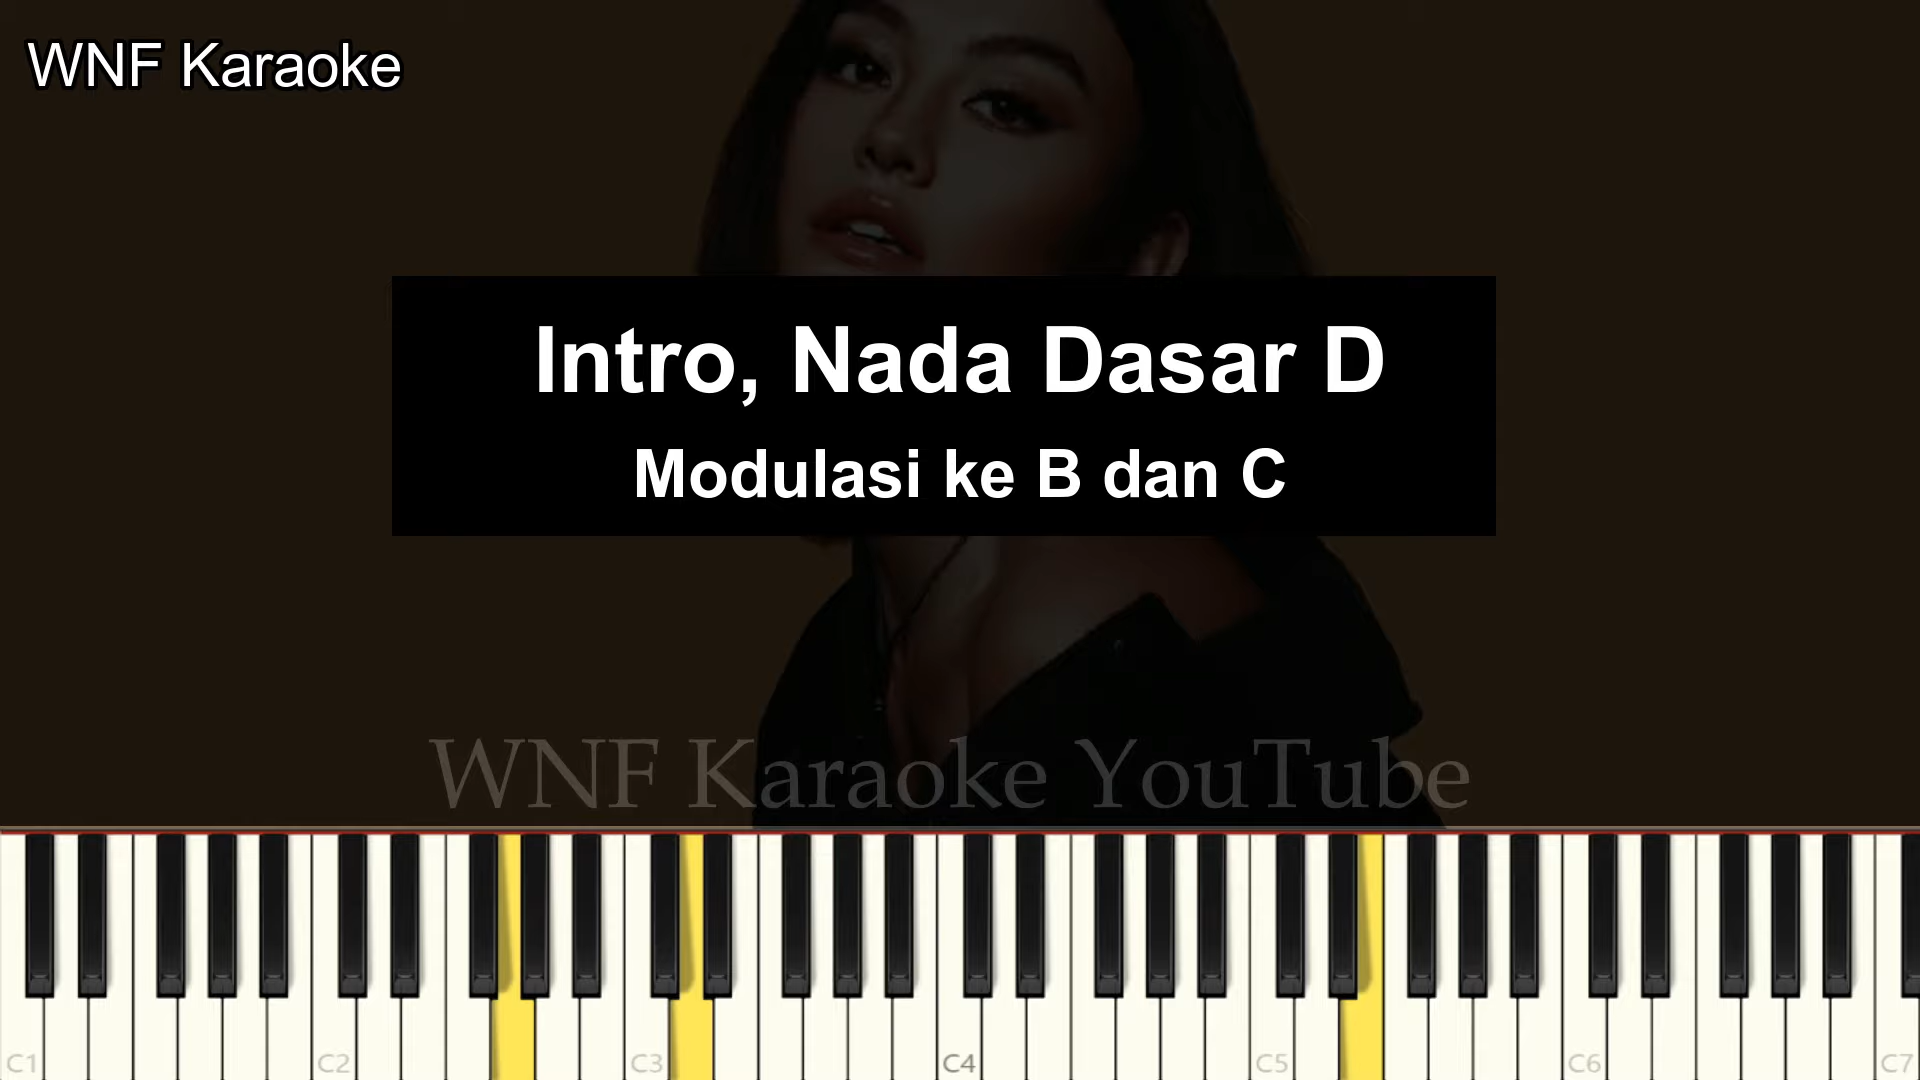 WNF Karaoke
Intro, Nada Dasar D
Modulasi ke B dan C
WNF Karaoke YouTube
C1 C2 C3 C4 C5 C6 C7